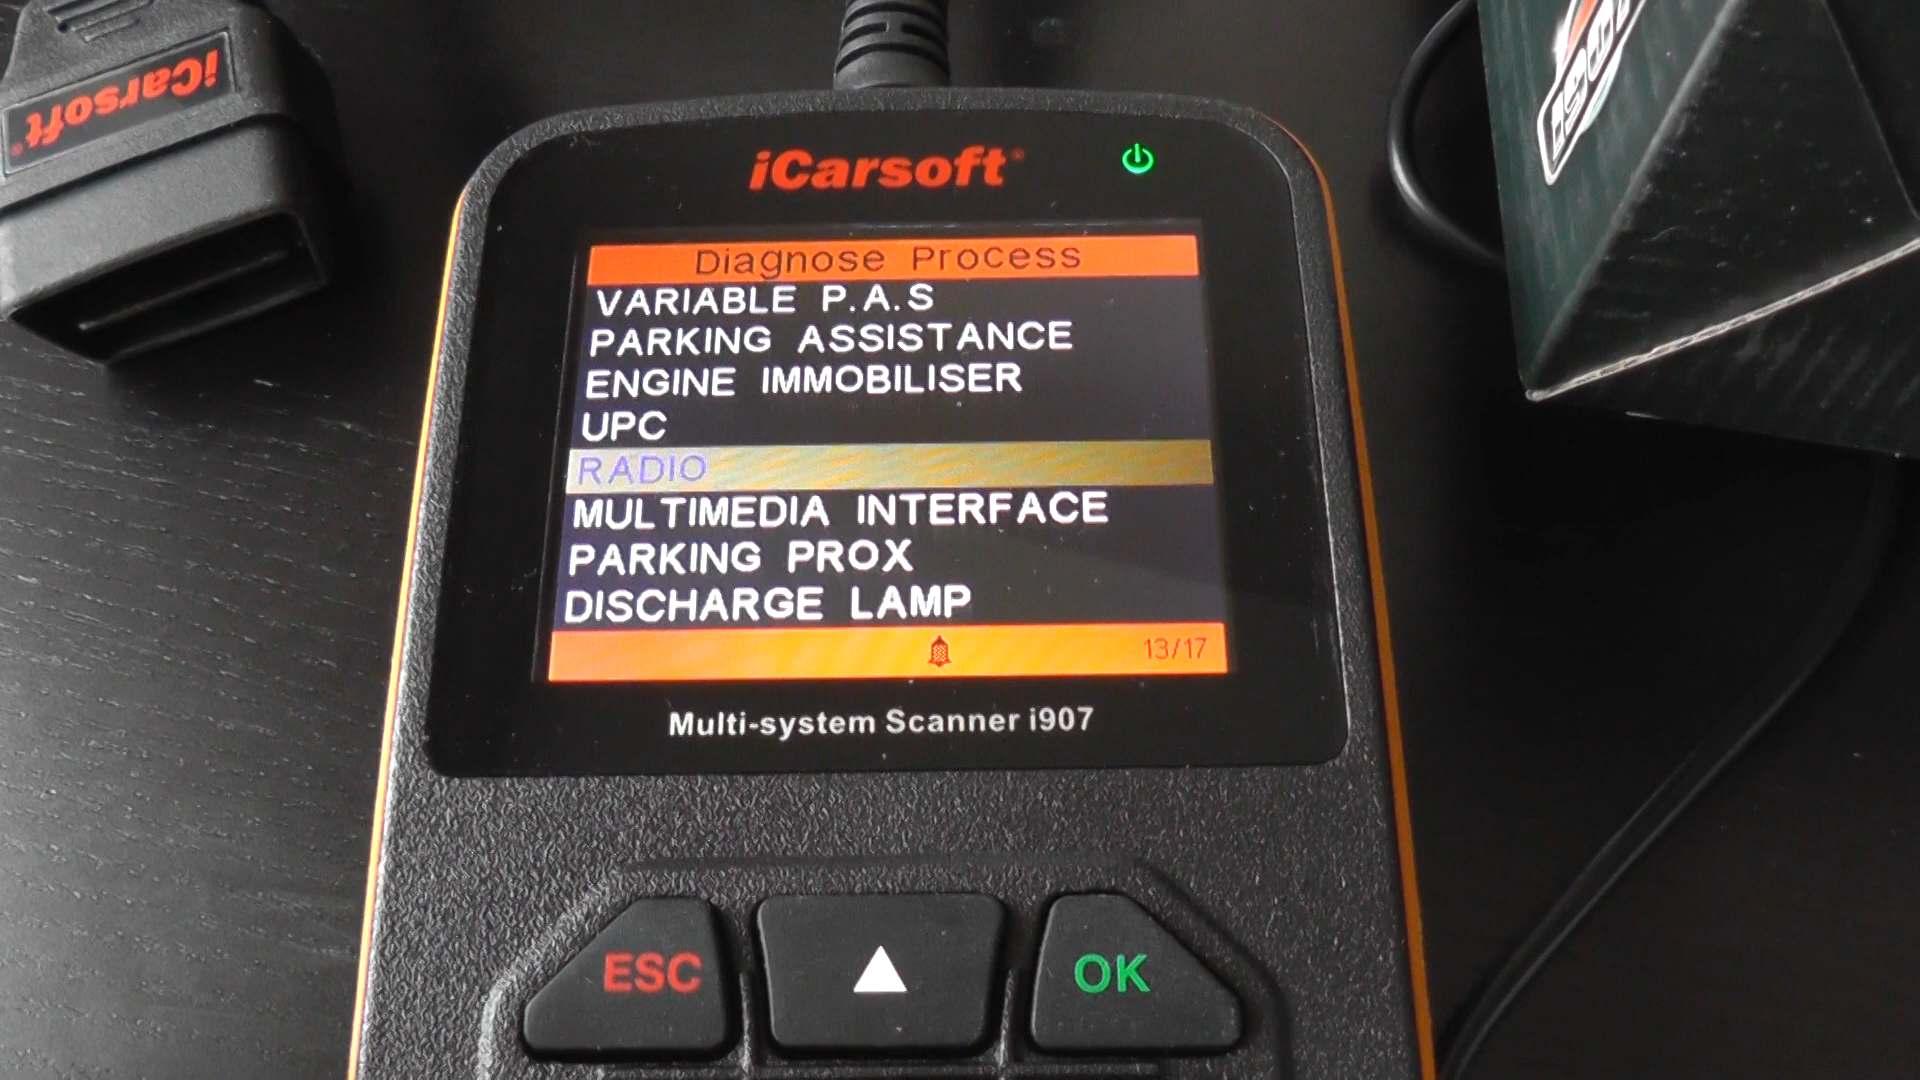 iCarsoft®
iCarsoft®
Diagnose Process
VARIABLE P.A.S
PARKING ASSISTANCE
ENGINE IMMOBILISER
UPC
RADIO
MULTIMEDIA INTERFACE
PARKING PROX
DISCHARGE LAMP
13/17
Multi-system Scanner i907
ESC
OK